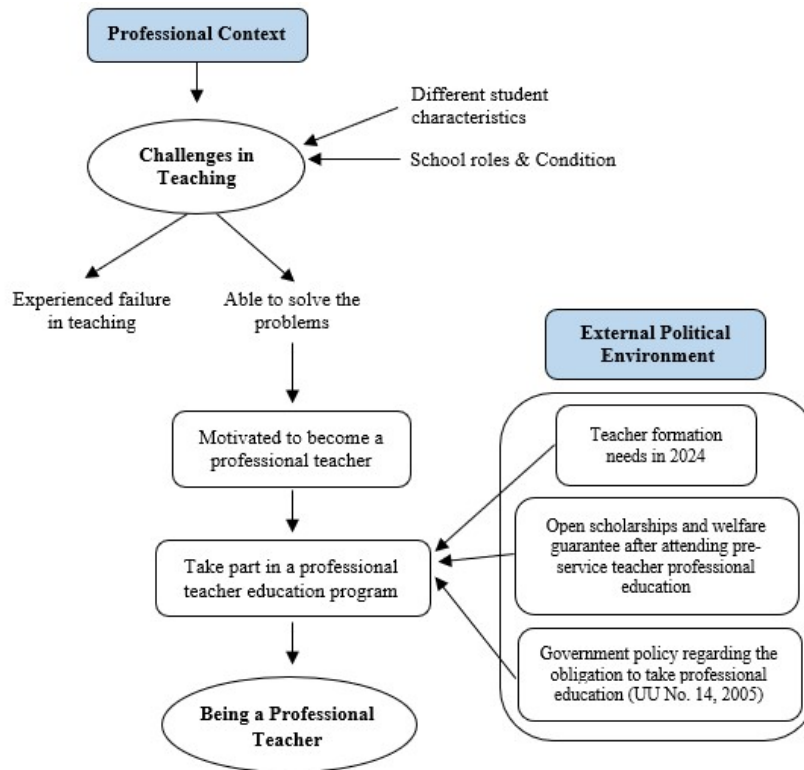 Professional Context
Different student
characteristics
Challenges in
Teaching
School roles & Condition
Experienced failure
in teaching
Able to solve the
problems
External Political
Environment
Motivated to become a
professional teacher
Teacher formation
needs in 2024
Take part in a professional
teacher education program
Open scholarships and welfare
guarantee after attending pre-
service teacher professional
education
Government policy regarding the
obligation to take professional
education (UU No. 14, 2005)
Being a Professional
Teacher